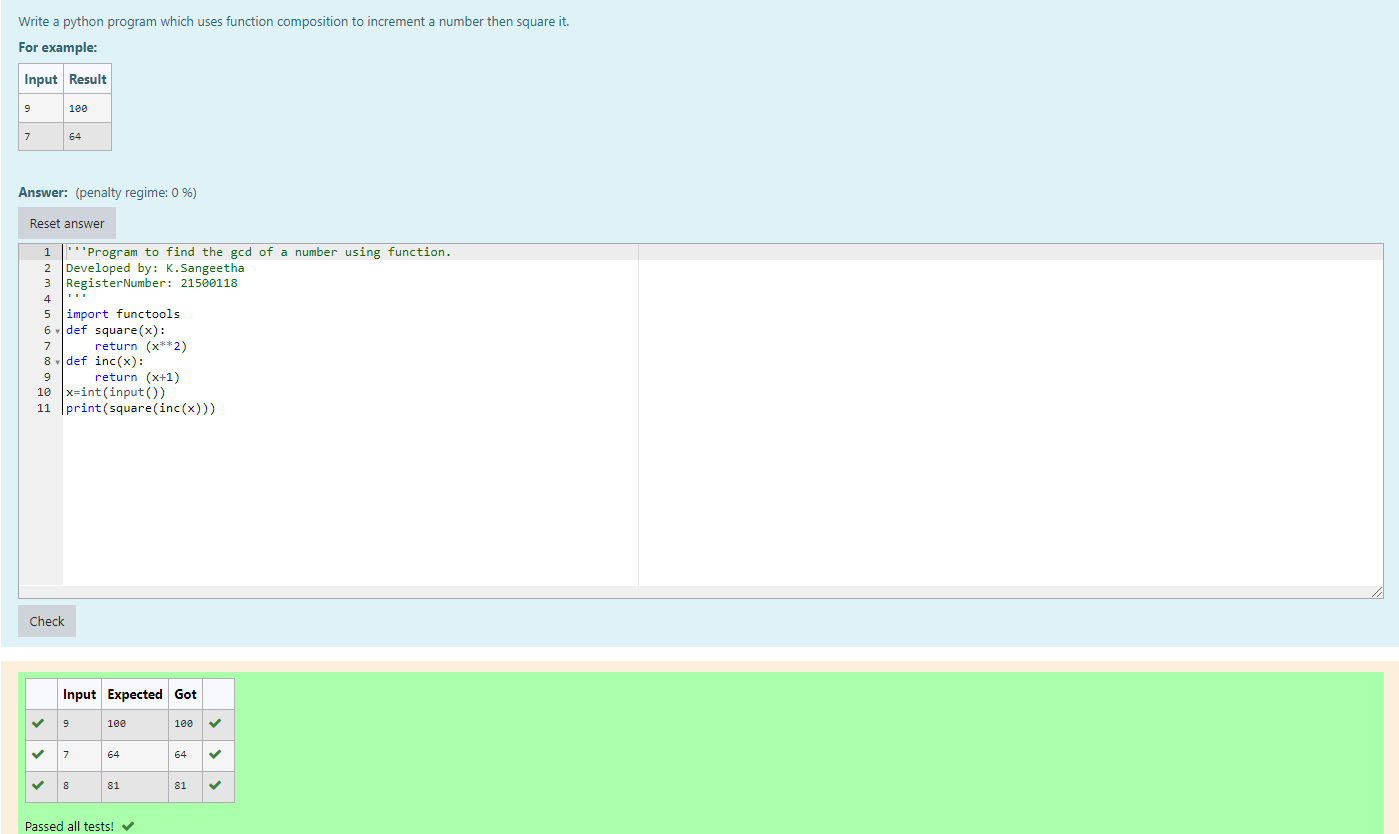 Write a python program which uses function composition to increment a number then square it.
For example:
Input Result
9 100
7 64
Answer: (penalty regime: 0 %)
Reset answer
1 '''Program to find the gcd of a number using function.
2 Developed by: K.Sangeetha
3 RegisterNumber: 21500118
4 '''
5 import functools
6 def square(x):
7     return (x**2)
8 def inc(x):
9     return (x+1)
10 x=int(input())
11 print(square(inc(x)))
Check
Input Expected Got
9 100 100
7 64 64
8 81 81
Passed all tests!